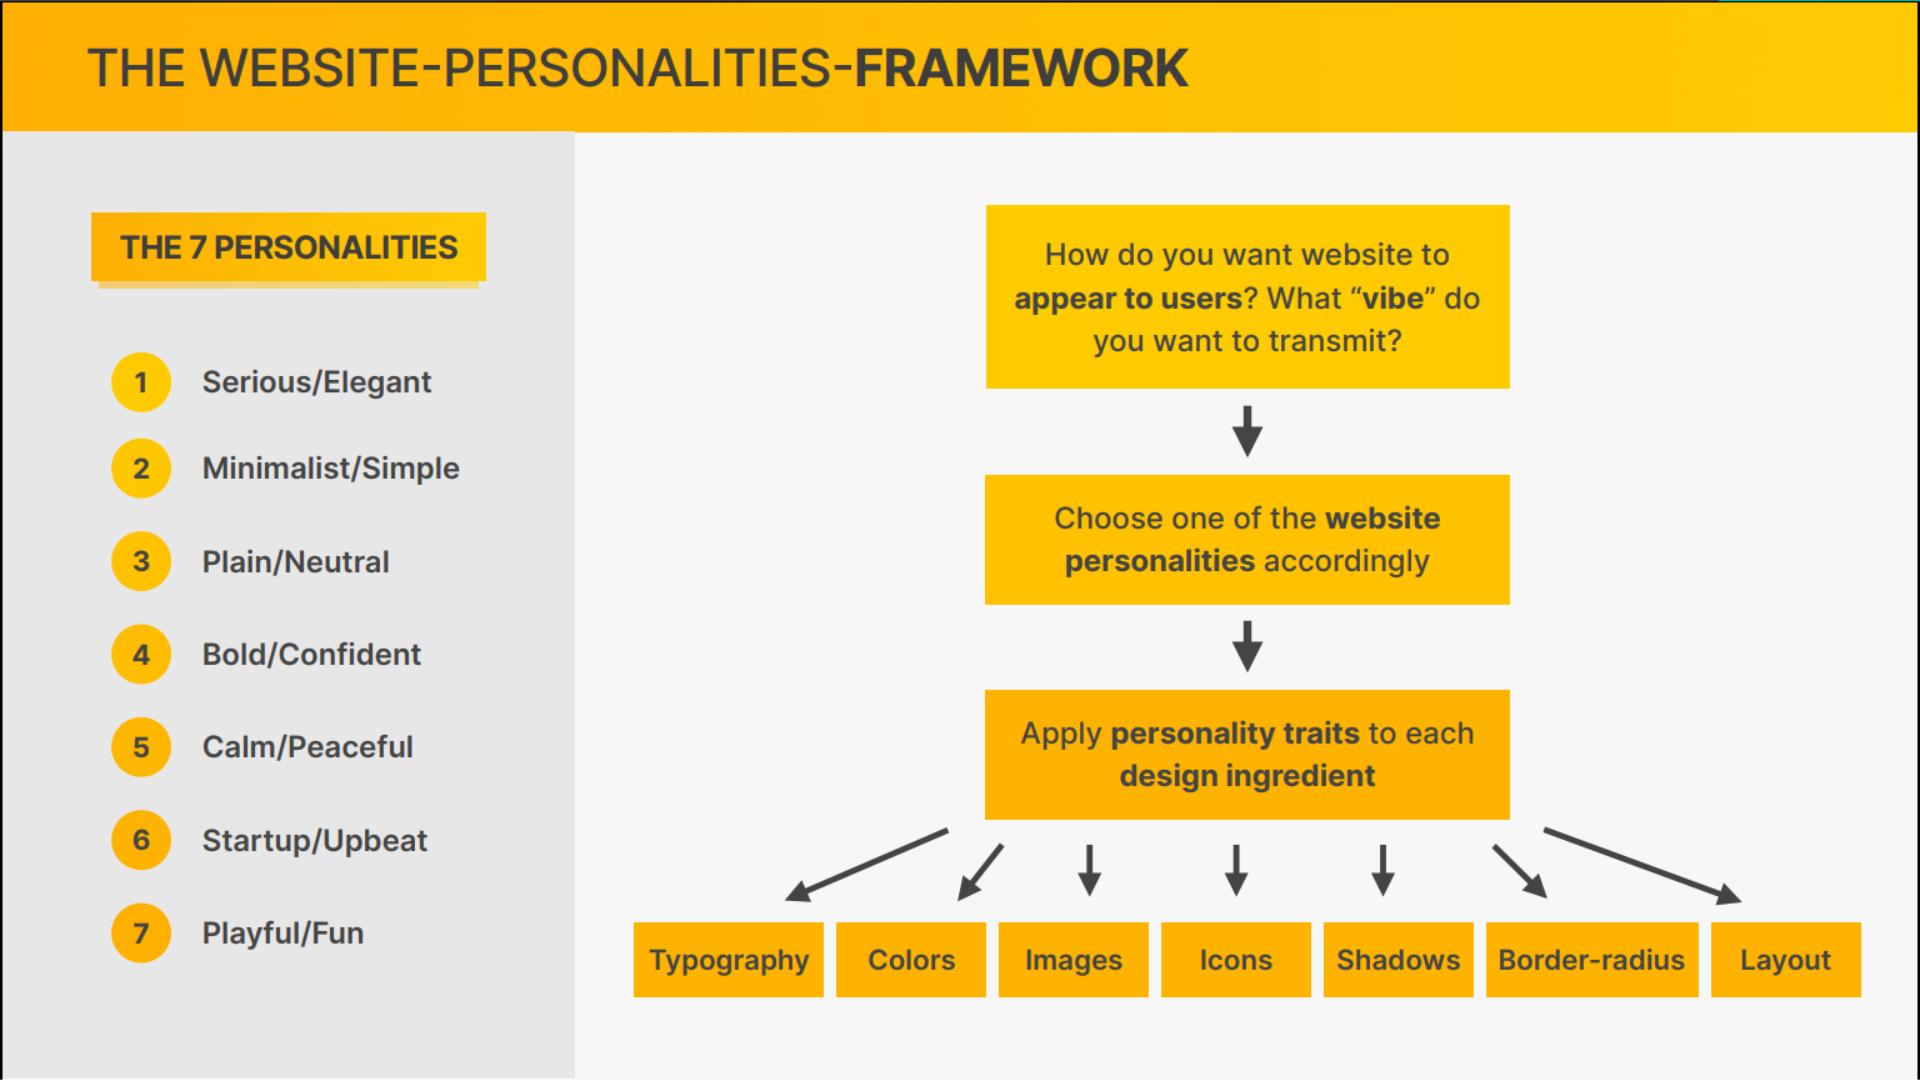 THE WEBSITE-PERSONALITIES-FRAMEWORK
THE 7 PERSONALITIES
1 Serious/Elegant
2 Minimalist/Simple
3 Plain/Neutral
4 Bold/Confident
5 Calm/Peaceful
6 Startup/Upbeat
7 Playful/Fun
How do you want website to
appear to users? What “vibe” do
you want to transmit?
Choose one of the website
personalities accordingly
Apply personality traits to each
design ingredient
Typography
Colors
Images
Icons
Shadows
Border-radius
Layout